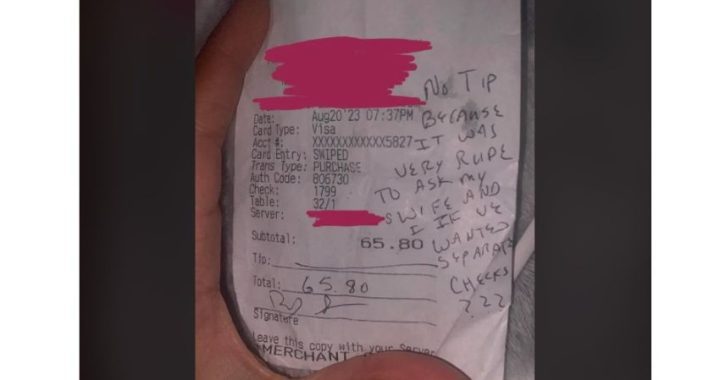 No TIP
BECAUSE
IT WAS
VERY RUDE
TO ASK MY
WIFE AND
I IF WE
WANTED
SEPARATE
CHECKS
???
Date: Aug20'23 07:37PM
Card Type: Visa
Acct #: XXXXXXXXXXXX5827
Card Entry: SWIPED
Trans Type: PURCHASE
Auth Code: 806730
Check: 1799
Table: 32/1
Server:
Subtotal: 65.80
Tip:
Total: 65.80
Signature
Leave this copy with your Server
MERCHANT